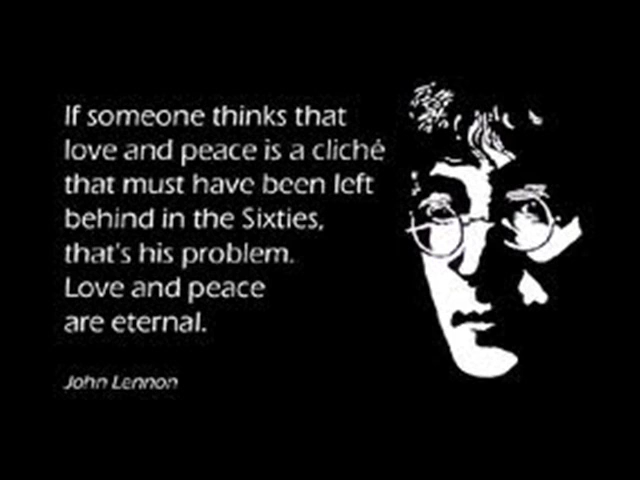 If someone thinks that
love and peace is a cliché
that must have been left
behind in the Sixties,
that's his problem.
Love and peace
are eternal.
John Lennon